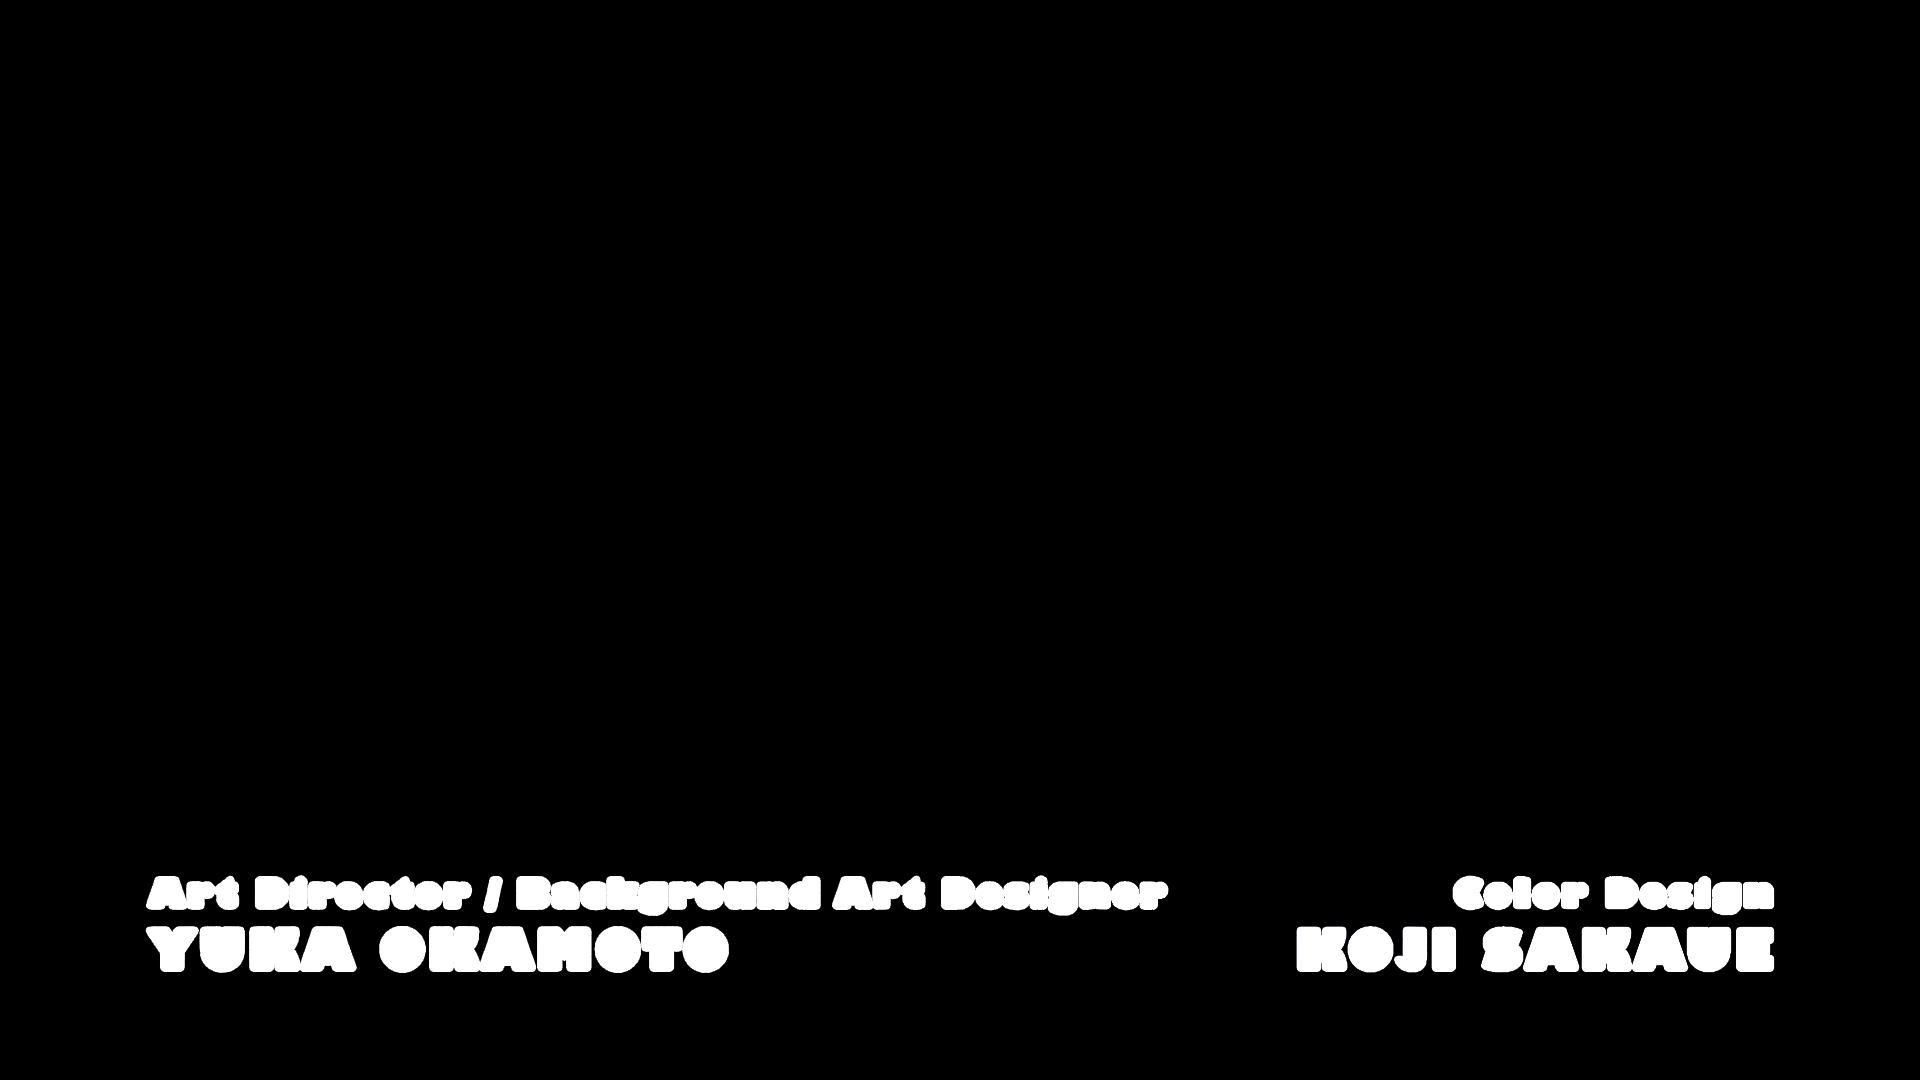 Art Director / Background Art Designer
YUKA OKAMOTO
Color Design
KOJI SAKAUE